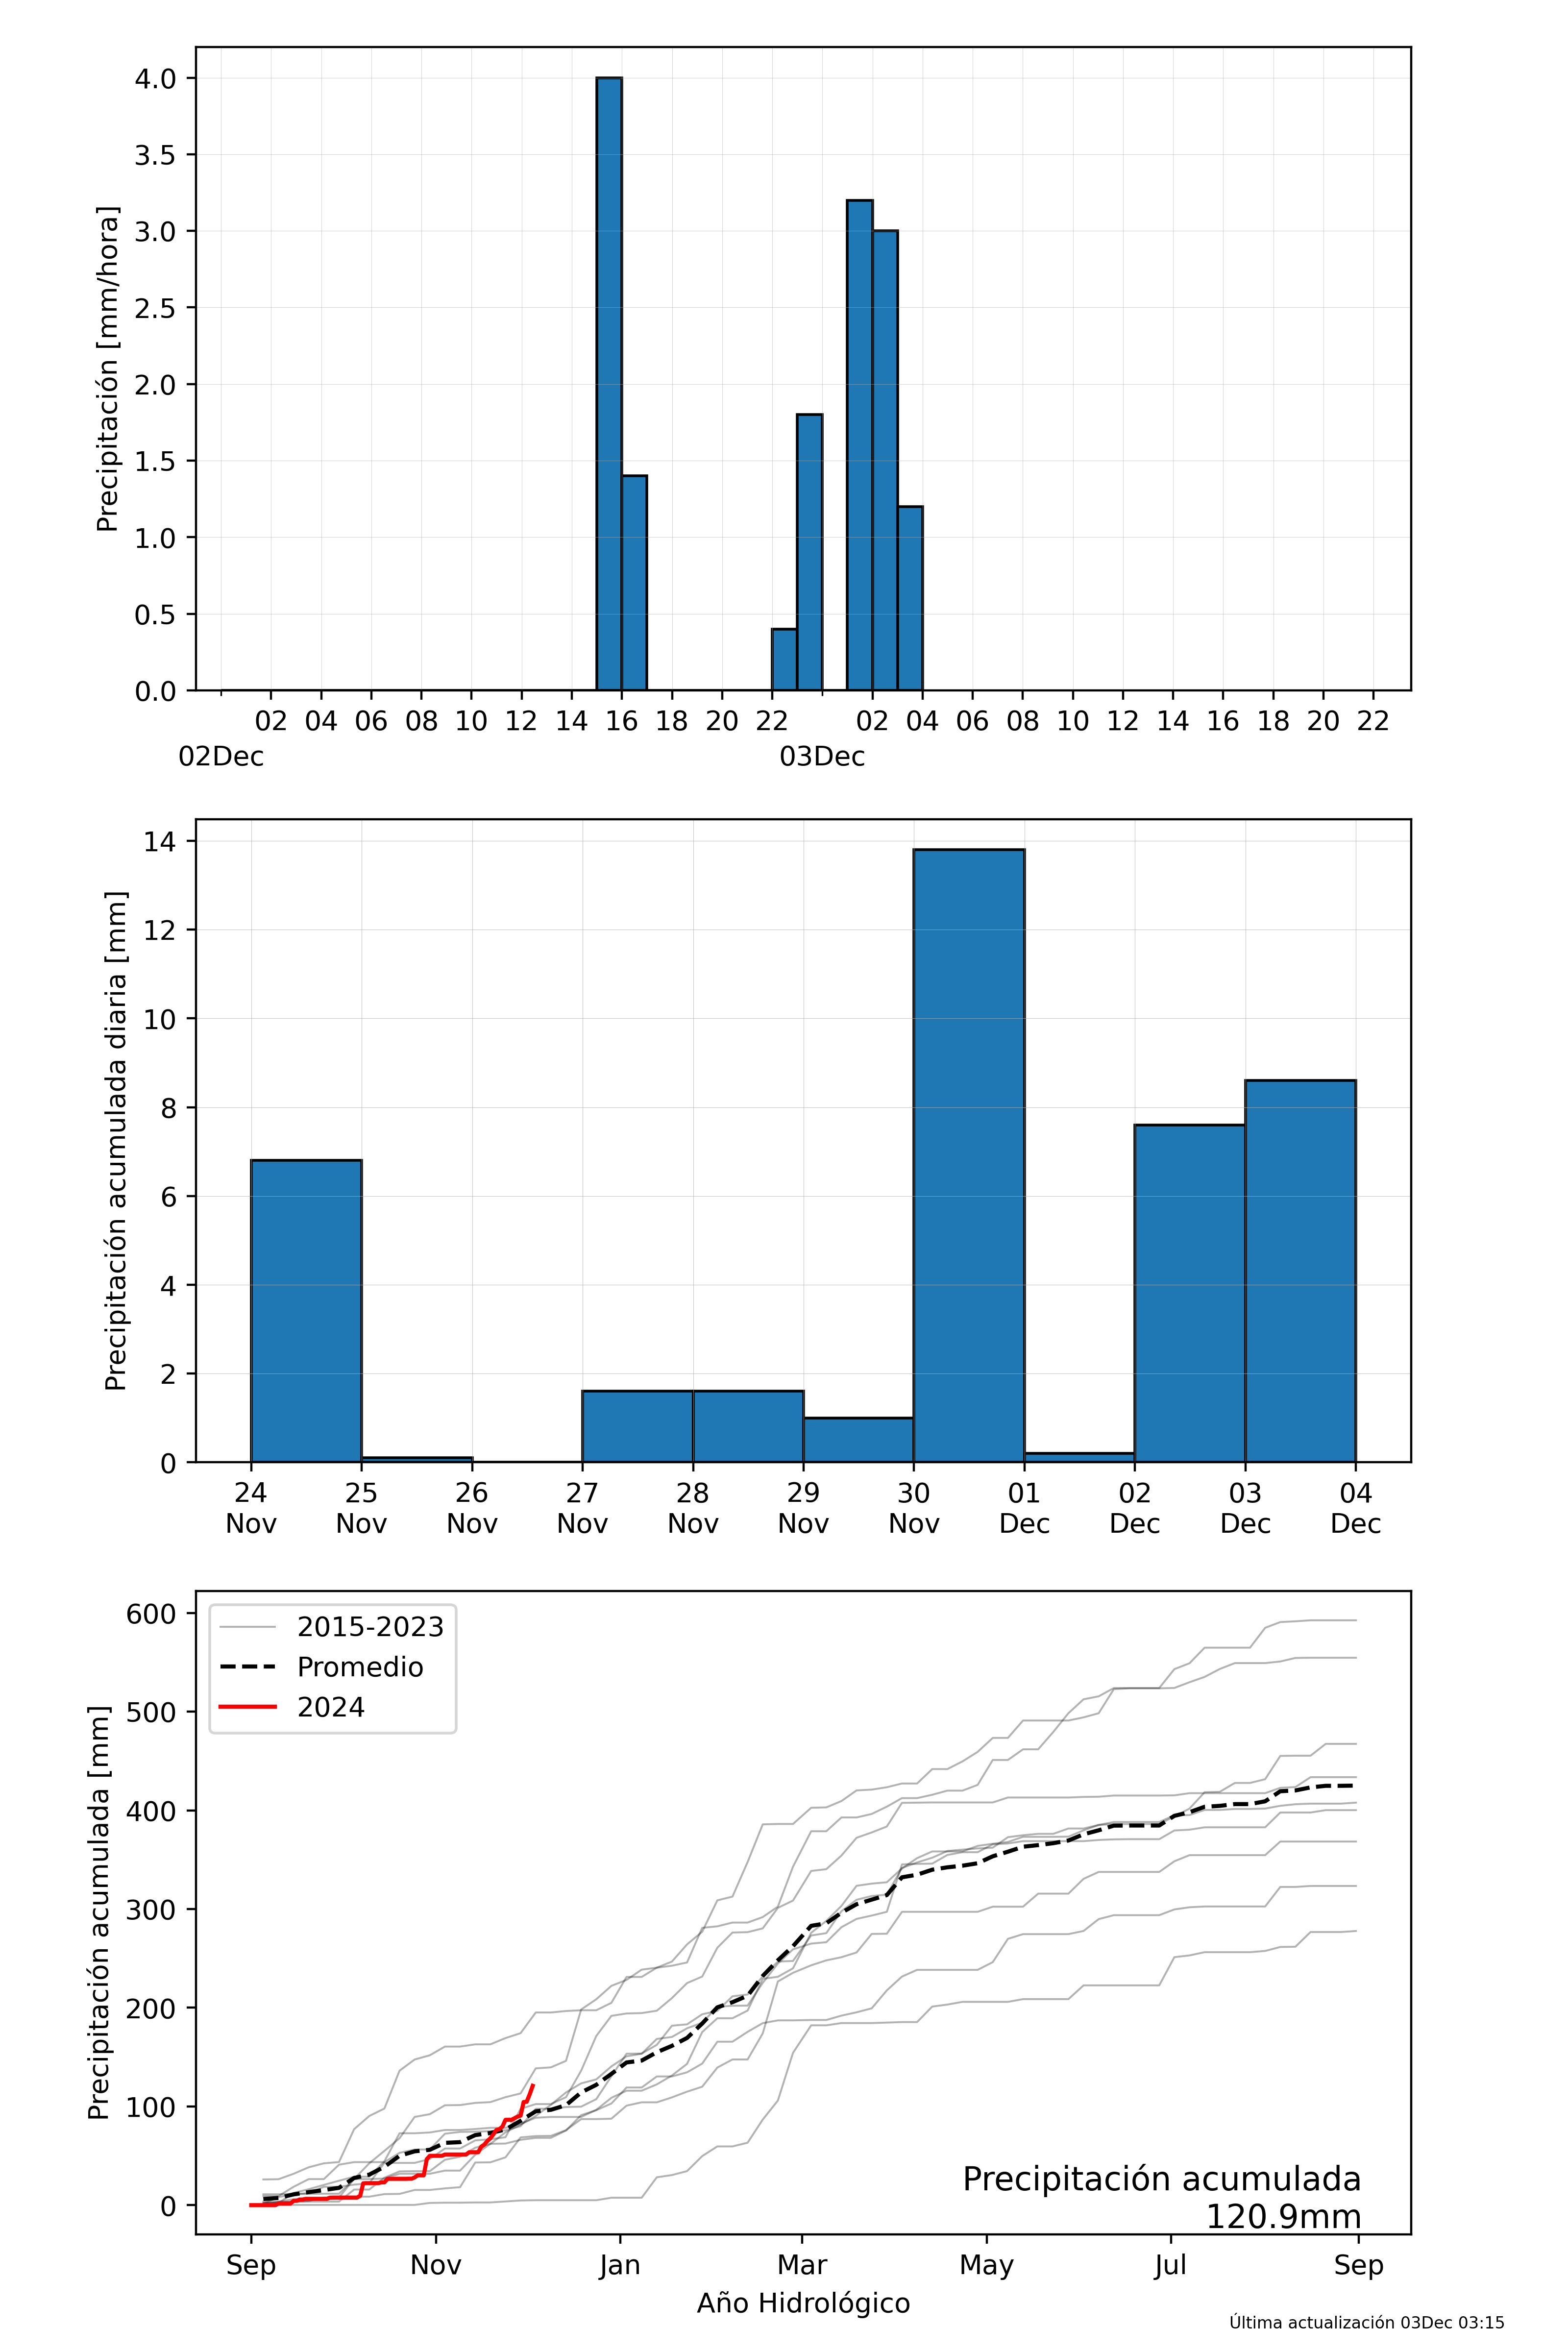 Precipitación [mm/hora]
4.0
3.5
3.0
2.5
2.0
1.5
1.0
0.5
0.0
02 04 06 08 10 12 14 16 18 20 22 02 04 06 08 10 12 14 16 18 20 22
02Dec 03Dec
Precipitación acumulada diaria [mm]
14
12
10
8
6
4
2
0
24 25 26 27 28 29 30 01 02 03 04
Nov Nov Nov Nov Nov Nov Nov Dec Dec Dec Dec
Precipitación acumulada [mm]
600
500
400
300
200
100
0
2015-2023
Promedio
2024
Precipitación acumulada
120.9mm
Sep Nov Jan Mar May Jul Sep
Año Hidrológico
Última actualización 03Dec 03:15